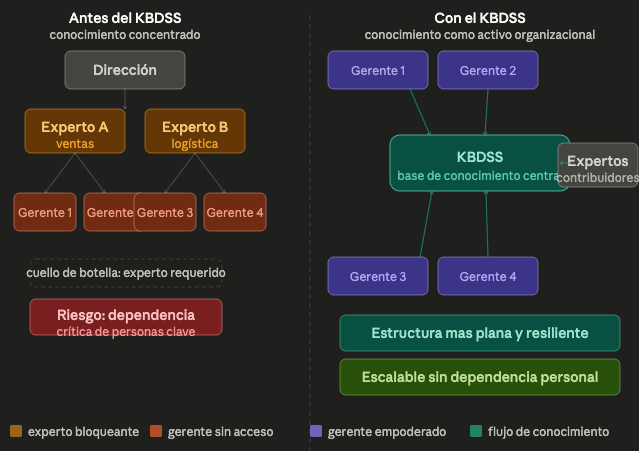 Antes del KBDSS
conocimiento concentrado
Dirección
Experto A
ventas
Experto B
logística
Gerente 1
Gerente
Gerente 3
Gerente 4
cuello de botella: experto requerido
Riesgo: dependencia
crítica de personas clave
Con el KBDSS
conocimiento como activo organizacional
Gerente 1
Gerente 2
KBDSS
base de conocimiento centra
Expertos
contribuidores
Gerente 3
Gerente 4
Estructura mas plana y resiliente
Escalable sin dependencia personal
experto bloqueante
gerente sin acceso
gerente empoderado
flujo de conocimiento